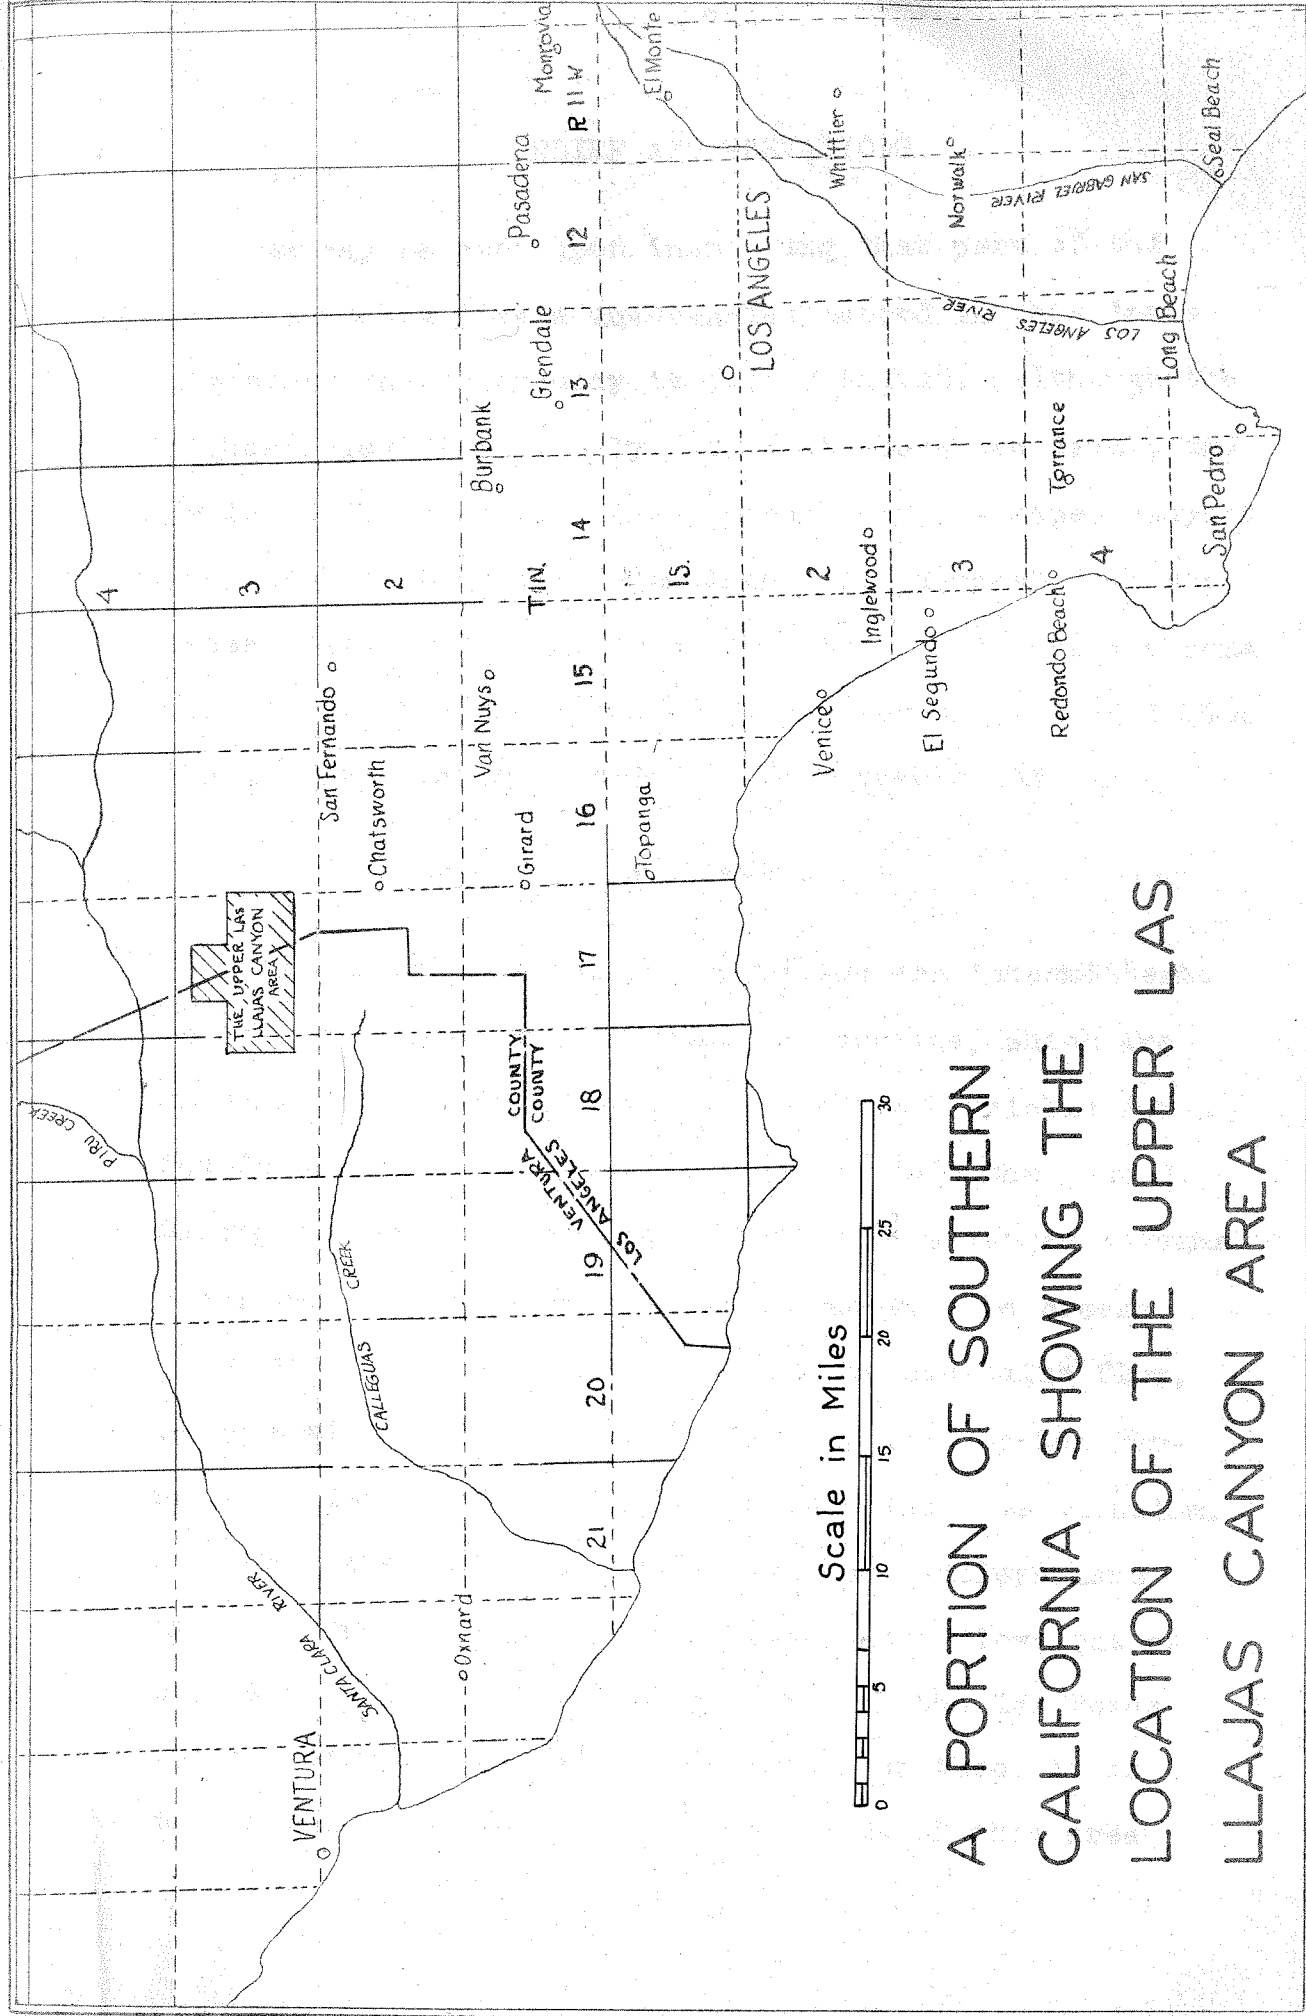 A PORTION OF SOUTHERN
CALIFORNIA SHOWING THE
LOCATION OF THE UPPER LAS
LLAJAS CANYON AREA
Scale in Miles
0 5 10 15 20 25 30
THE UPPER LAS
LLAJAS CANYON
AREA
PIRU CREEK
SANTA CLARA RIVER
CALLEGUAS CREEK
VENTURA
Oxnard
VENTURA COUNTY
LOS ANGELES COUNTY
San Fernando
Chatsworth
Van Nuys
Girard
Topanga
Burbank
Glendale
Pasadena
Monrovia
El Monte
LOS ANGELES
Whittier
Norwalk
Inglewood
Venice
El Segundo
Redondo Beach
Torrance
San Pedro
Long Beach
Seal Beach
LOS ANGELES RIVER
SAN GABRIEL RIVER
4
3
2
T1N.
1S.
2
3
4
21 20 19 18 17 16 15 14 13 12 R 11 W